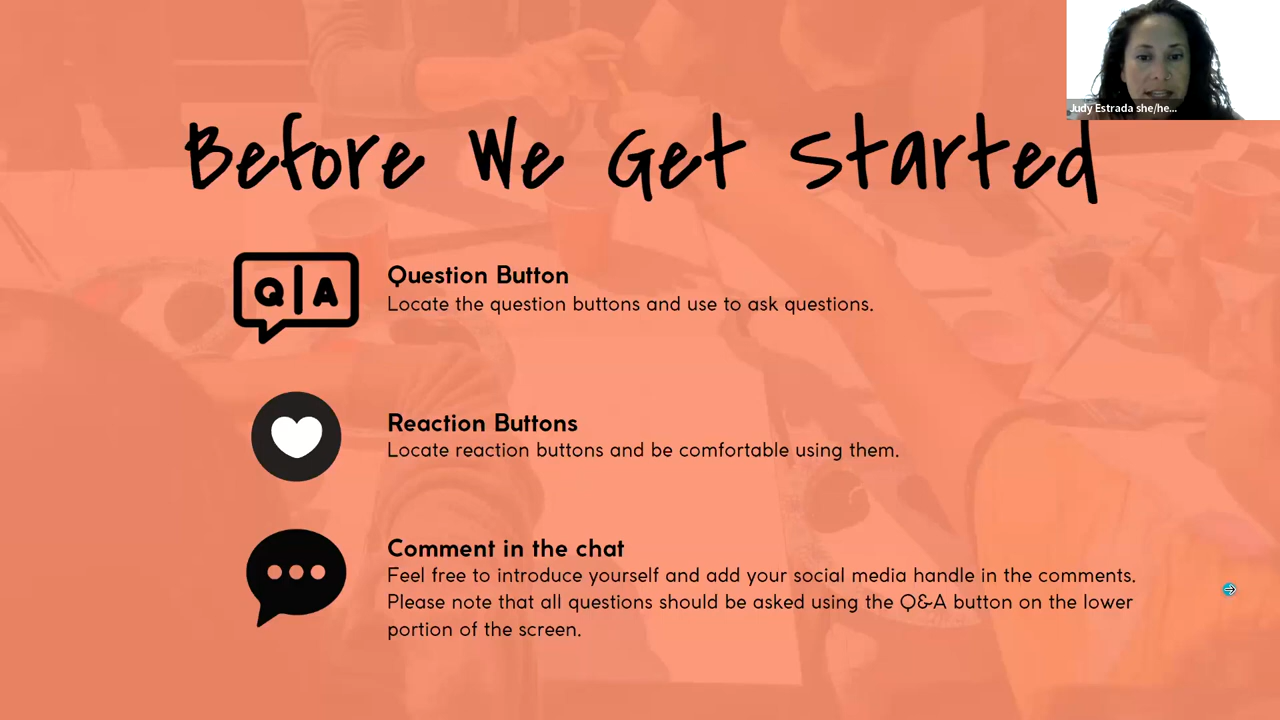 Judy Estrada she/he...
Before We Get Started
Q|A
Question Button
Locate the question buttons and use to ask questions.
Reaction Buttons
Locate reaction buttons and be comfortable using them.
Comment in the chat
Feel free to introduce yourself and add your social media handle in the comments.
Please note that all questions should be asked using the Q&A button on the lower
portion of the screen.